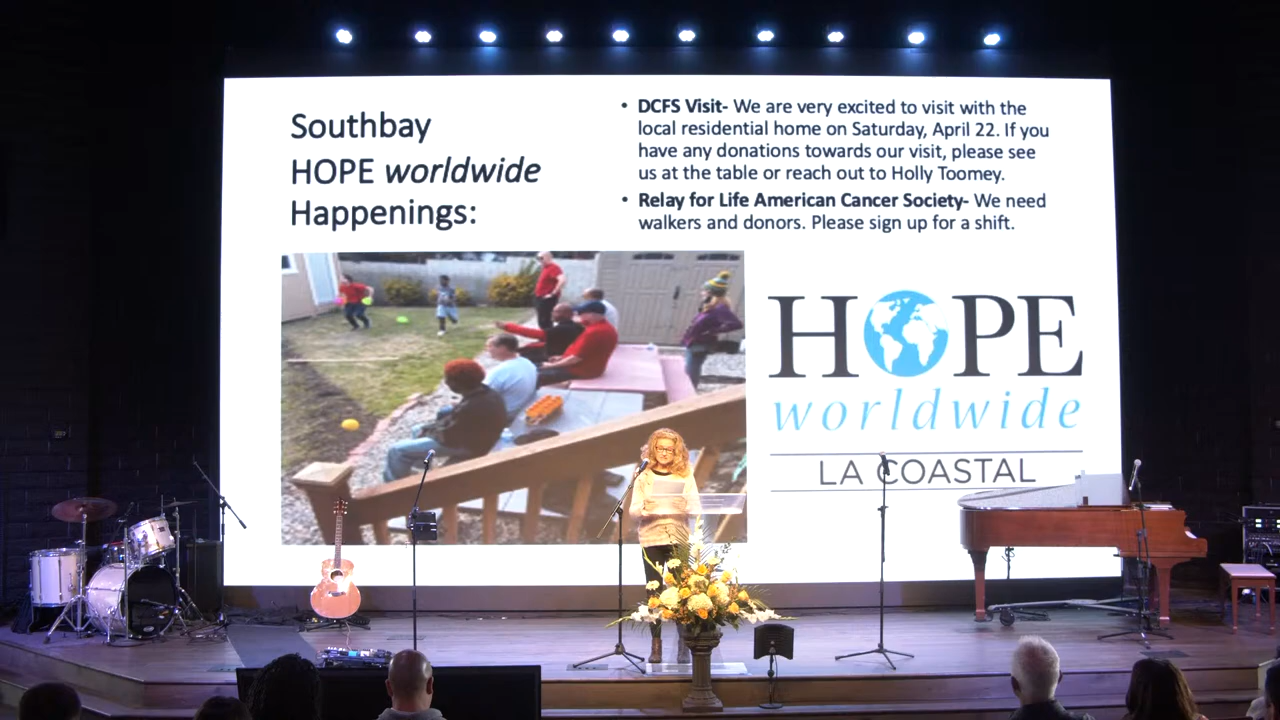 Southbay
HOPE worldwide
Happenings:
• DCFS Visit- We are very excited to visit with the
local residential home on Saturday, April 22. If you
have any donations towards our visit, please see
us at the table or reach out to Holly Toomey.
• Relay for Life American Cancer Society- We need
walkers and donors. Please sign up for a shift.
HOPE
worldwide
LA COASTAL